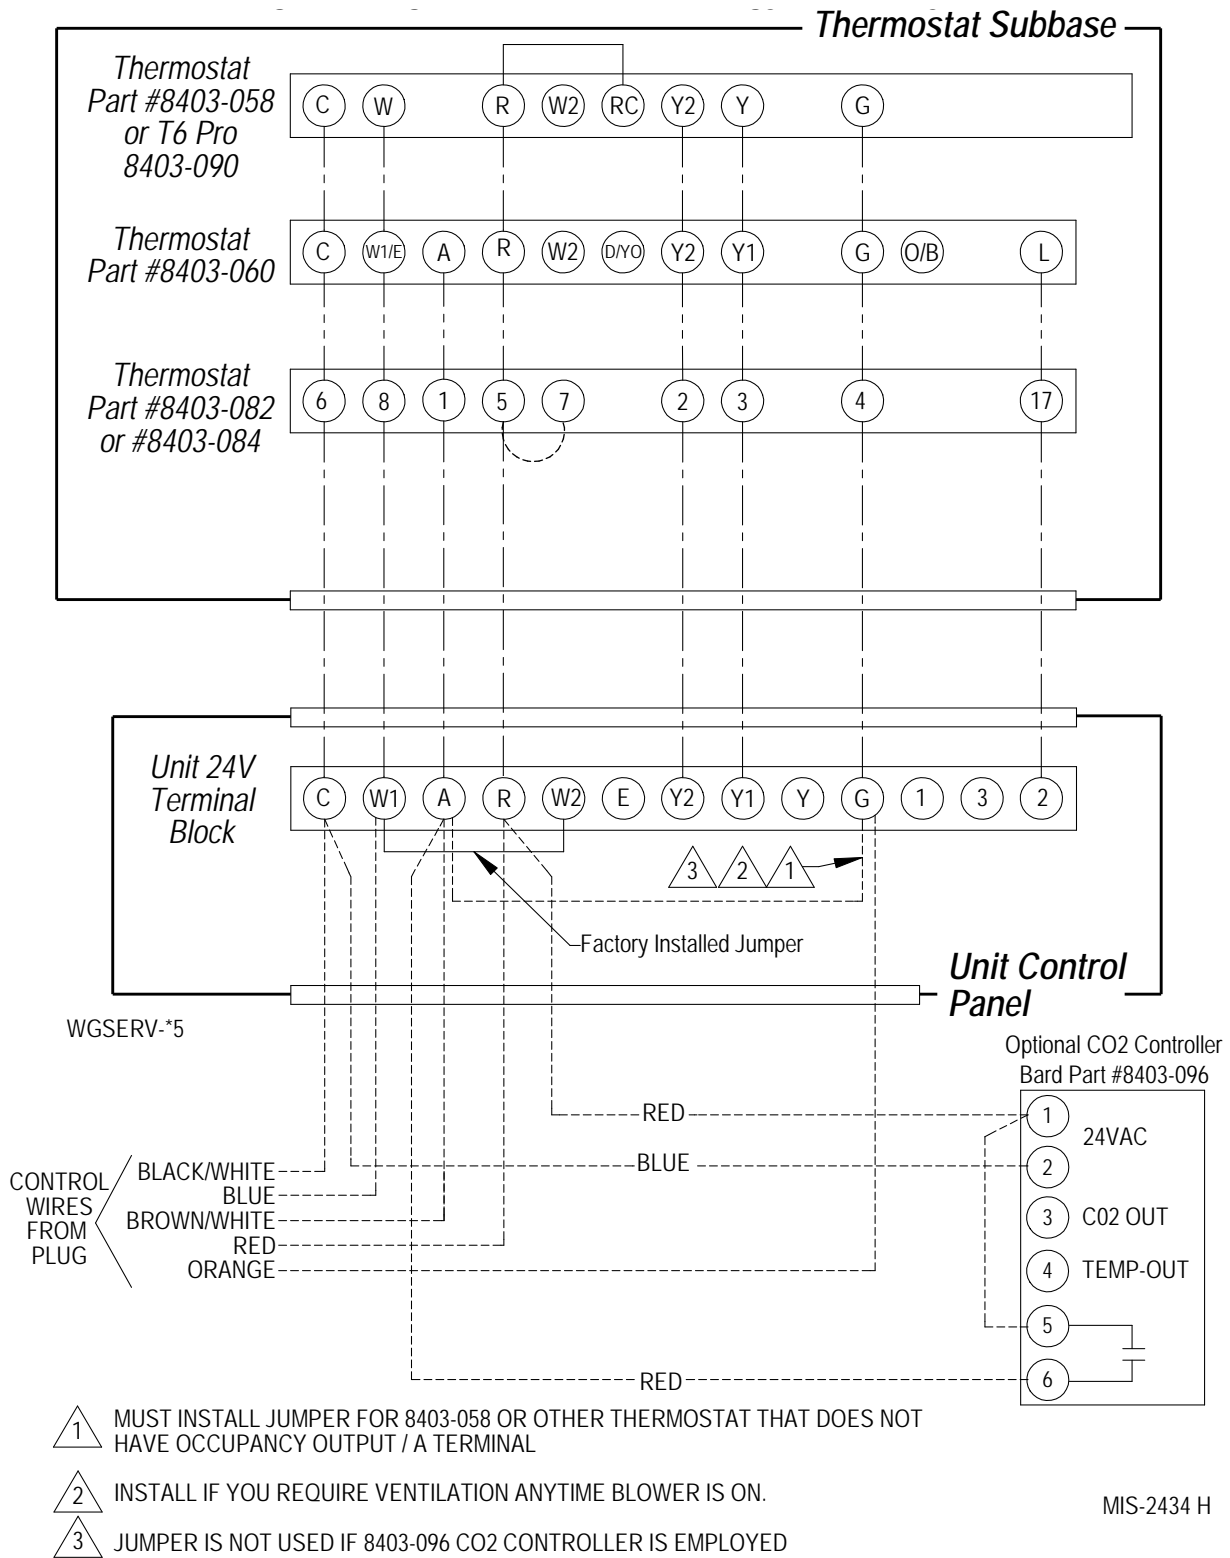 Thermostat Subbase
Thermostat
Part #8403-058
or T6 Pro
8403-090
C W R W2 RC Y2 Y G
Thermostat
Part #8403-060
C W1/E A R W2 D/YO Y2 Y1 G O/B L
Thermostat
Part #8403-082
or #8403-084
6 8 1 5 7 2 3 4 17
Unit 24V
Terminal
Block
C W1 A R W2 E Y2 Y1 Y G 1 3 2
3 2 1
Factory Installed Jumper
Unit Control
Panel
WGSERV-*5
Optional CO2 Controller
Bard Part #8403-096
RED
1
24VAC
BLUE
2
3 C02 OUT
4 TEMP-OUT
5
6
RED
CONTROL
WIRES
FROM
PLUG
BLACK/WHITE
BLUE
BROWN/WHITE
RED
ORANGE
1 MUST INSTALL JUMPER FOR 8403-058 OR OTHER THERMOSTAT THAT DOES NOT
HAVE OCCUPANCY OUTPUT / A TERMINAL
2 INSTALL IF YOU REQUIRE VENTILATION ANYTIME BLOWER IS ON.
MIS-2434 H
3 JUMPER IS NOT USED IF 8403-096 CO2 CONTROLLER IS EMPLOYED